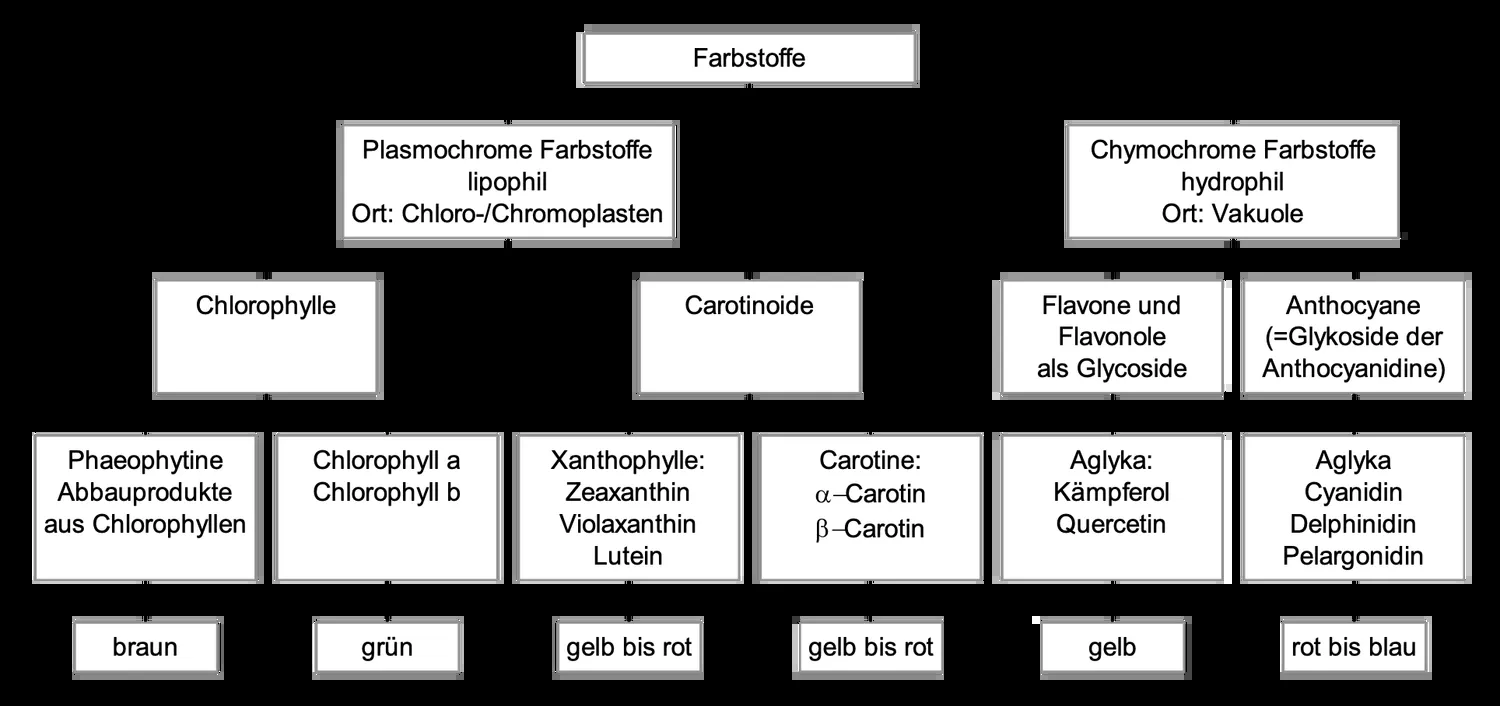 Farbstoffe
Plasmochrome Farbstoffe
lipophil
Ort: Chloro-/Chromoplasten
Chymochrome Farbstoffe
hydrophil
Ort: Vakuole
Chlorophylle
Carotinoide
Flavone und
Flavonole
als Glycoside
Anthocyane
(=Glykoside der
Anthocyanidine)
Phaeophytine
Abbauprodukte
aus Chlorophyllen
Chlorophyll a
Chlorophyll b
Xanthophylle:
Zeaxanthin
Violaxanthin
Lutein
Carotine:
α–Carotin
β–Carotin
Aglyka:
Kämpferol
Quercetin
Aglyka
Cyanidin
Delphinidin
Pelargonidin
braun
grün
gelb bis rot
gelb bis rot
gelb
rot bis blau